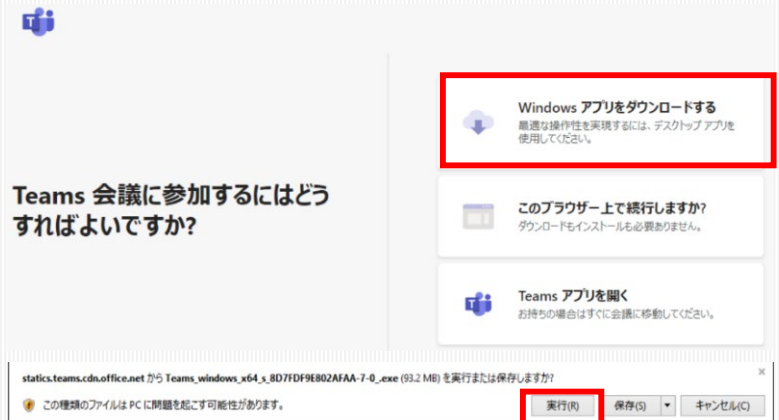 Windows アプリをダウンロードする
最適な操作性を実現するには、デスクトップ アプリを
使用してください。
Teams 会議に参加するにはどう
すればよいですか?
このブラウザー上で続行しますか?
ダウンロードもインストールも必要ありません。
Teams アプリを開く
お持ちの場合はすぐに会議に移動してください。
statics.teams.cdn.office.net から Teams_windows_x64_s_8D7FDF9E802AFAA-7-0_.exe (93.2 MB) を実行または保存しますか?
この種類のファイルは PC に問題を起こす可能性があります。
実行(R)
保存(S)
キャンセル(C)